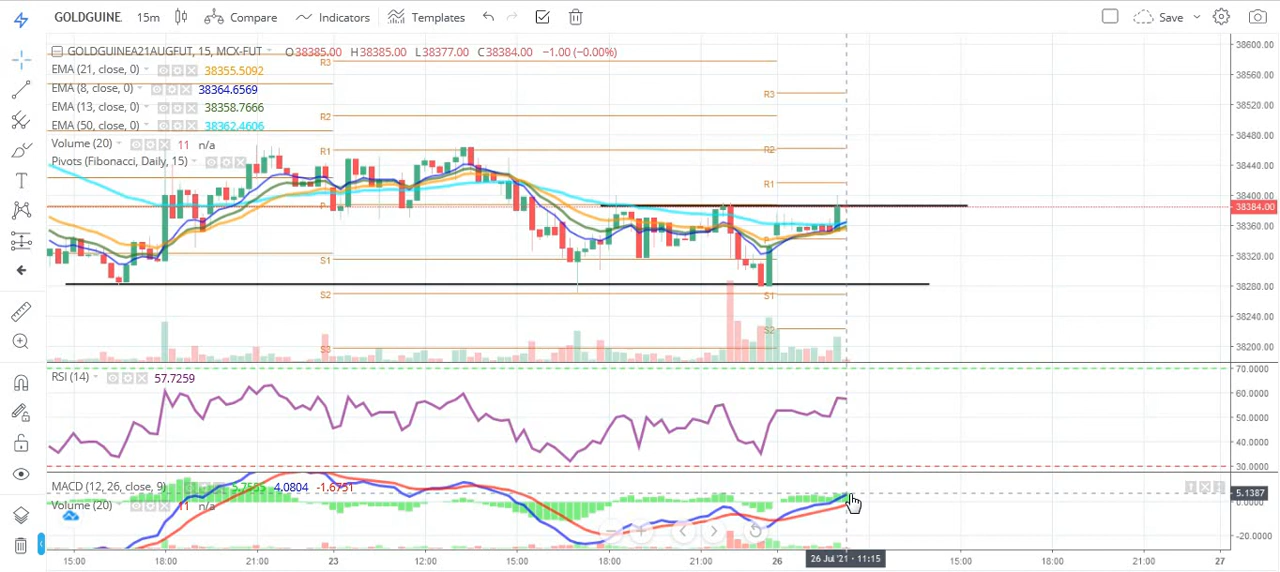 GOLDGUINE. 15m Compare Indicators Templates Save
GOLDGUINEA21AUGFUT, 15, MCX-FUT O38385.00 H38385.00 L38377.00 C38384.00 −1.00 (−0.00%)
EMA (21, close, 0) 38355.5092
EMA (8, close, 0) 38364.6569
EMA (13, close, 0) 38358.7666
EMA (50, close, 0) 38362.4606
Volume (20) 11 n/a
Pivots (Fibonacci, Daily, 15)
R3
R2
R1
P
S1
S2
S3
R3
R2
R1
P
S1
S2
38600.00
38560.00
38520.00
38480.00
38440.00
38400.00
38384.00
38360.00
38320.00
38280.00
38240.00
38200.00
RSI (14) 57.7259
70.0000
60.0000
50.0000
40.0000
30.0000
MACD (12, 26, close, 9) 5.7555 4.0804 -1.6751
Volume (20) 11 n/a
5.1387
0.0000
-20.0000
15:00 18:00 21:00 23 12:00 15:00 18:00 21:00 26 26 Jul '21 - 11:15 15:00 18:00 21:00 27